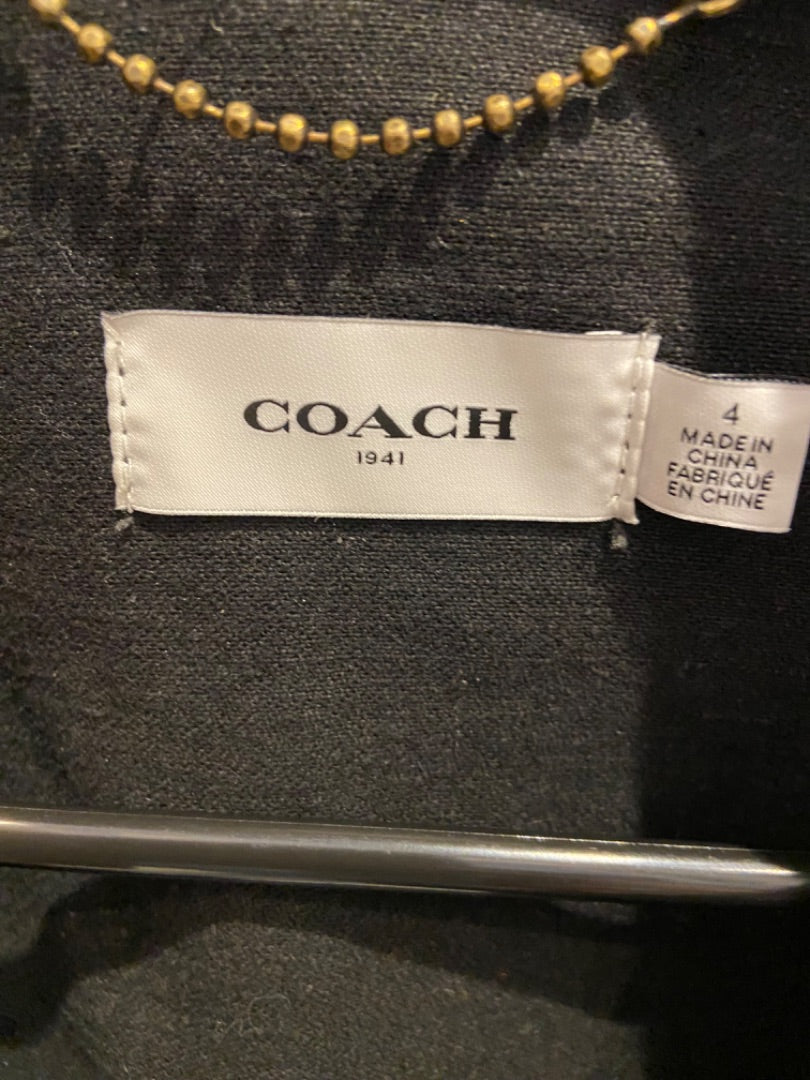 COACH
1941
4
MADE IN
CHINA
FABRIQUÉ
EN CHINE